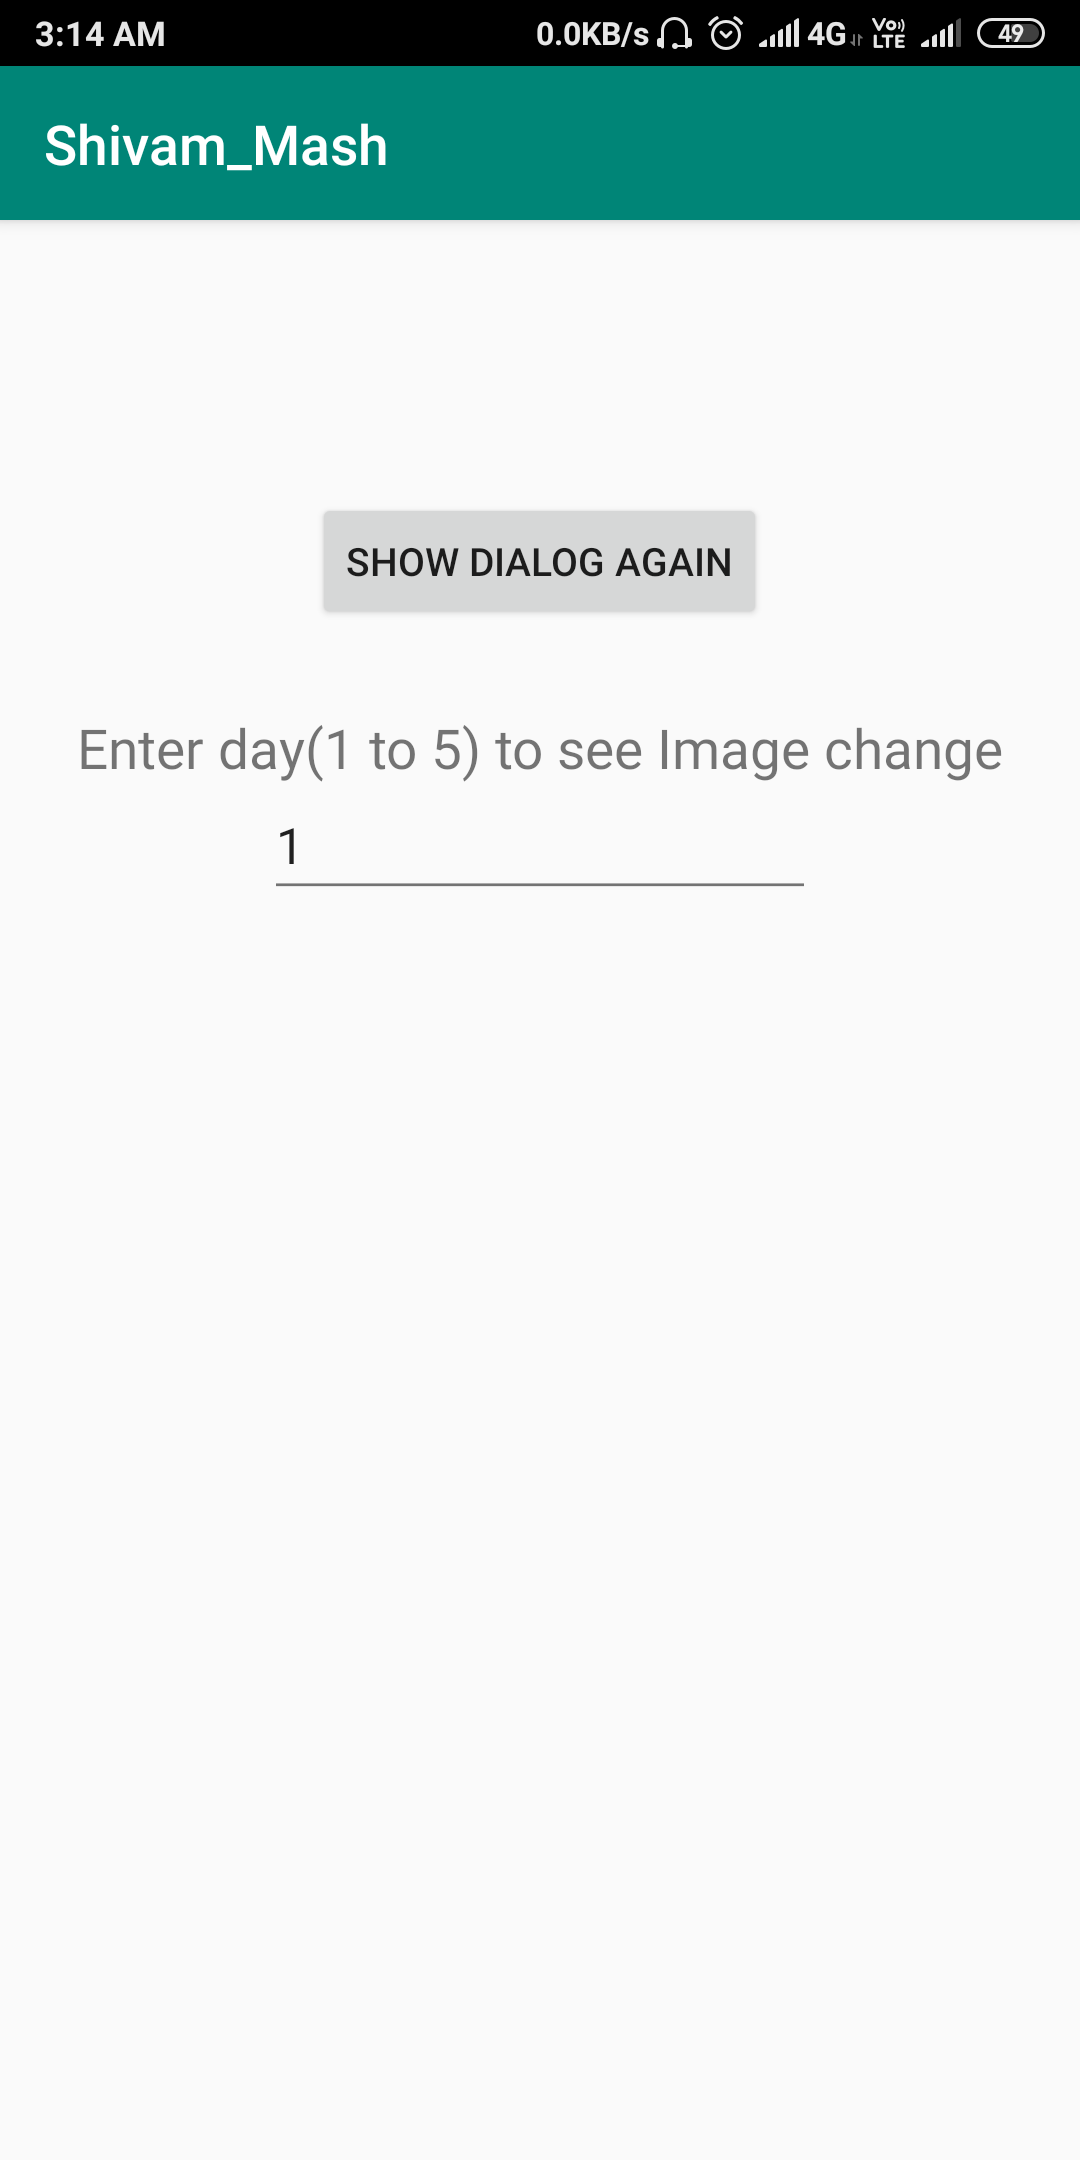 3:14 AM 0.0KB/s 4G Vo LTE 49
Shivam_Mash
SHOW DIALOG AGAIN
Enter day(1 to 5) to see Image change
1